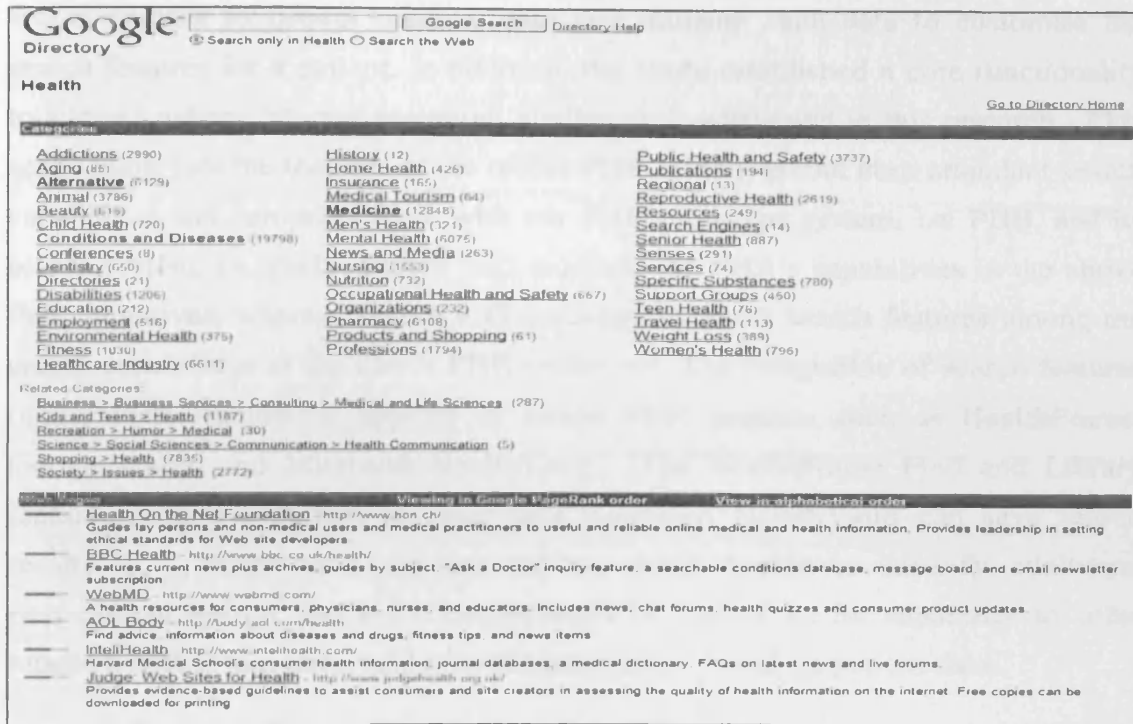 Google
Google Search Directory Help
Search only in Health Search the Web
Directory
Health
Go to Directory Home
Categories
Addictions (2990)
Aging (86)
Alternative (6129)
Animal (3786)
Beauty (619)
Child Health (720)
Conditions and Diseases (19798)
Conferences (8)
Dentistry (550)
Directories (21)
Disabilities (1206)
Education (212)
Employment (516)
Environmental Health (375)
Fitness (1030)
Healthcare Industry (6619)
History (12)
Home Health (426)
Insurance (165)
Medical Tourism (64)
Medicine (12848)
Men's Health (321)
Mental Health (6075)
News and Media (263)
Nursing (1553)
Nutrition (732)
Occupational Health and Safety (667)
Organizations (232)
Pharmacy (6108)
Products and Shopping (61)
Professions (1794)
Public Health and Safety (3737)
Publications (194)
Regional (13)
Reproductive Health (2619)
Resources (249)
Search Engines (14)
Senior Health (887)
Senses (291)
Services (74)
Specific Substances (780)
Support Groups (450)
Teen Health (76)
Travel Health (113)
Weight Loss (389)
Women's Health (796)
Related Categories:
Business > Business Services > Consulting > Medical and Life Sciences (287)
Kids and Teens > Health (1187)
Recreation > Humor > Medical (30)
Science > Social Sciences > Communication > Health Communication (5)
Shopping > Health (7835)
Society > Issues > Health (2772)
Web Pages Viewing in Google PageRank order View in alphabetical order
Health On the Net Foundation - http://www.hon.ch/
Guides lay persons and non-medical users and medical practitioners to useful and reliable online medical and health information. Provides leadership in setting
ethical standards for Web site developers
BBC Health - http://www.bbc.co.uk/health/
Features current news plus archives, guides by subject. "Ask a Doctor" inquiry feature, a searchable conditions database, message board, and e-mail newsletter
subscription
WebMD - http://www.webmd.com/
A health resources for consumers, physicians, nurses, and educators. Includes news, chat forums, health quizzes and consumer product updates
AOL Body - http://body.aol.com/health
Find advice, information about diseases and drugs, fitness tips, and news items
InteliHealth - http://www.intelihealth.com/
Harvard Medical School's consumer health information, journal databases, a medical dictionary. FAQs on latest news and live forums.
Judge: Web Sites for Health - http://www.judgehealth.org.uk/
Provides evidence-based guidelines to assist consumers and site creators in assessing the quality of health information on the internet. Free copies can be
downloaded for printing